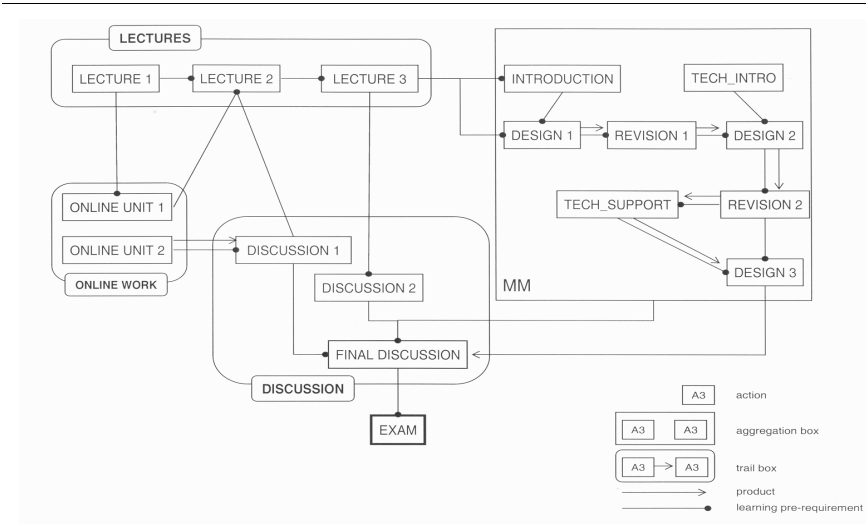 LECTURES
LECTURE 1
LECTURE 2
LECTURE 3
INTRODUCTION
TECH_INTRO
DESIGN 1
REVISION 1
DESIGN 2
ONLINE UNIT 1
TECH_SUPPORT
REVISION 2
ONLINE UNIT 2
DISCUSSION 1
DESIGN 3
ONLINE WORK
DISCUSSION 2
MM
FINAL DISCUSSION
DISCUSSION
EXAM
A3
action
A3
A3
aggregation box
A3
A3
trail box
product
learning pre-requirement